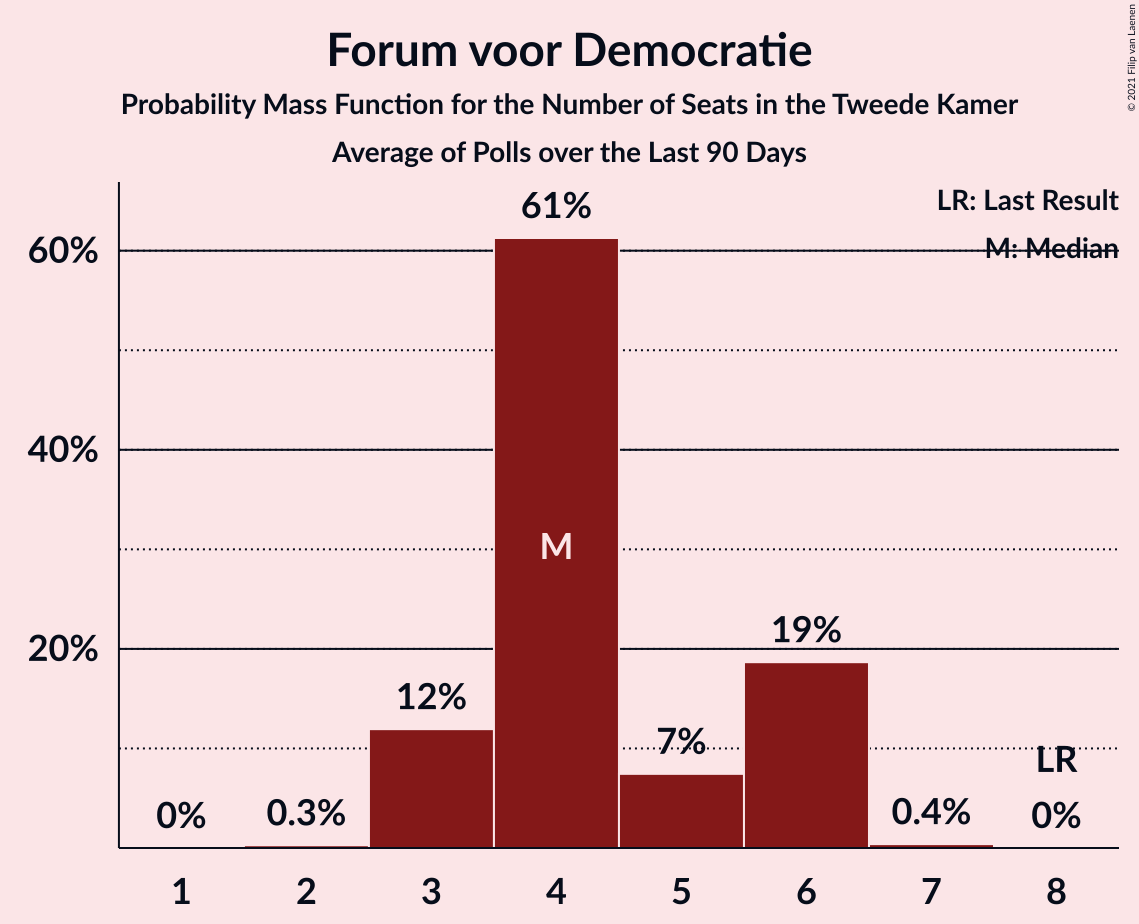 Forum voor Democratie
Probability Mass Function for the Number of Seats in the Tweede Kamer
Average of Polls over the Last 90 Days
© 2021 Filip van Laenen
LR: Last Result
M: Median
60%
40%
20%
0%
0.3%
12%
61%
M
7%
19%
0.4%
LR
0%
1 2 3 4 5 6 7 8